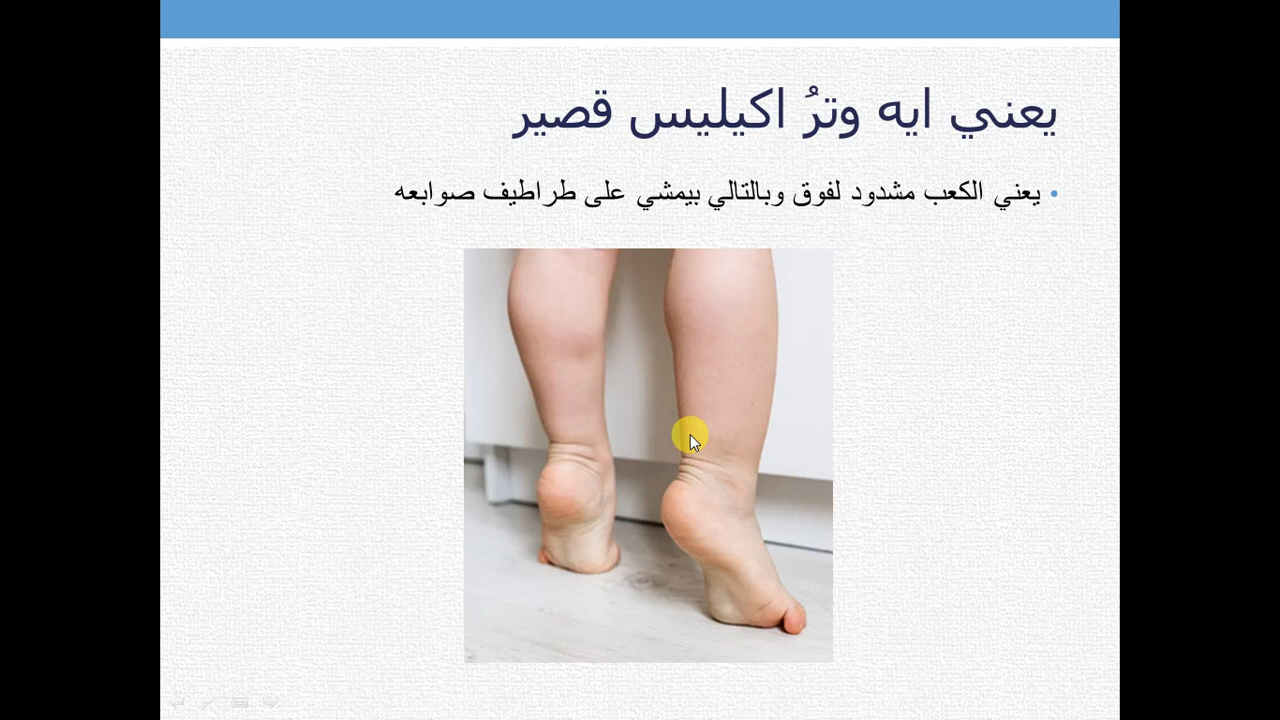 يعني ايه وترُ اكيليس قصير
• يعني الكعب مشدود لفوق وبالتالي بيمشي على طراطيف صوابعه